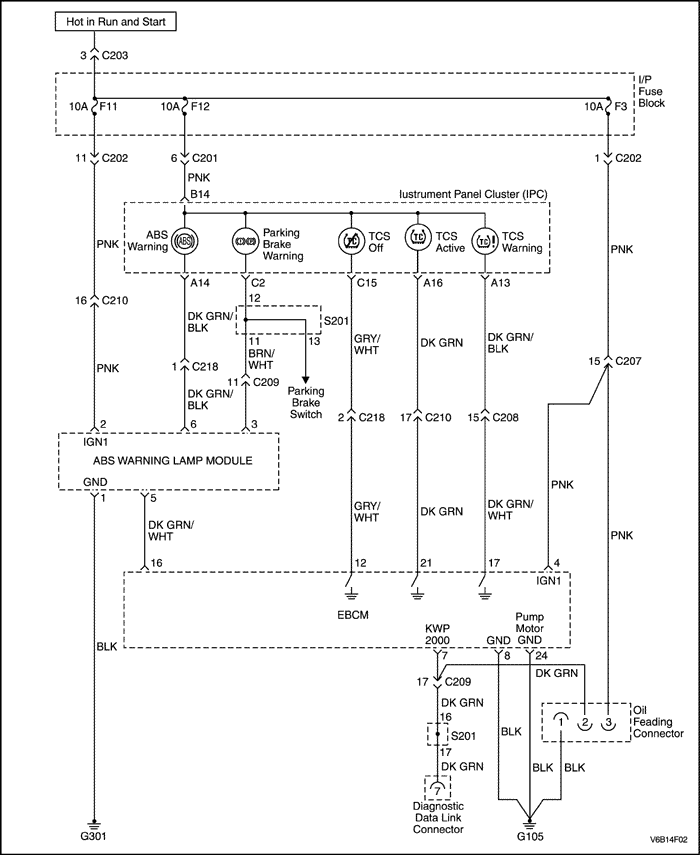 Hot in Run and Start
3 C203
I/P
Fuse
Block
10A F11
10A F12
10A F3
11 C202
6 C201
1 C202
PNK
B14
Iustrument Panel Cluster (IPC)
ABS
Warning
(ABS)
Parking
Brake
Warning
TC
TCS
Off
TC
TCS
Active
TC !
TCS
Warning
PNK
PNK
A14
C2
C15
A16
A13
12
S201
11
13
DK GRN/
BLK
BRN/
WHT
GRY/
WHT
DK GRN
DK GRN/
BLK
16 C210
1 C218
11 C209
Parking
Brake
Switch
15 C207
PNK
DK GRN/
BLK
2 C218
17 C210
15 C208
2
6
3
IGN1
ABS WARNING LAMP MODULE
GND
1
5
PNK
GRY/
WHT
DK GRN
DK GRN/
WHT
DK GRN/
WHT
PNK
16
12
21
17
4
IGN1
EBCM
KWP
2000
GND
Pump
Motor
GND
BLK
7
8
24
17 C209
DK GRN
DK GRN
16
S201
17
DK GRN
7
Diagnostic
Data Link
Connector
BLK
BLK
BLK
1
2
3
Oil
Feading
Connector
G301
G105
V6B14F02